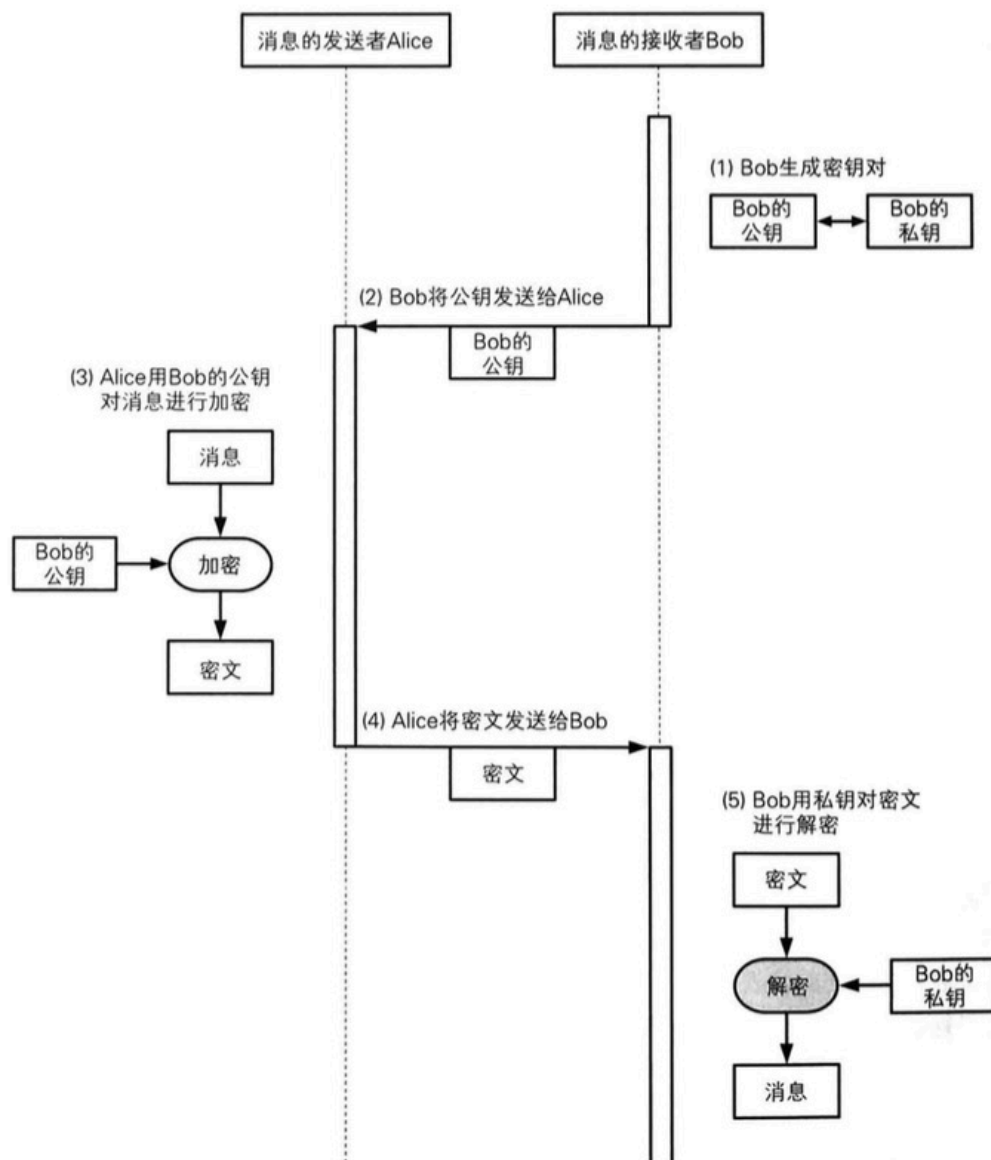 消息的发送者Alice
消息的接收者Bob
(1) Bob生成密钥对
Bob的
公钥
Bob的
私钥
(2) Bob将公钥发送给Alice
Bob的
公钥
(3) Alice用Bob的公钥
对消息进行加密
消息
Bob的
公钥
加密
密文
(4) Alice将密文发送给Bob
密文
(5) Bob用私钥对密文
进行解密
密文
解密
Bob的
私钥
消息